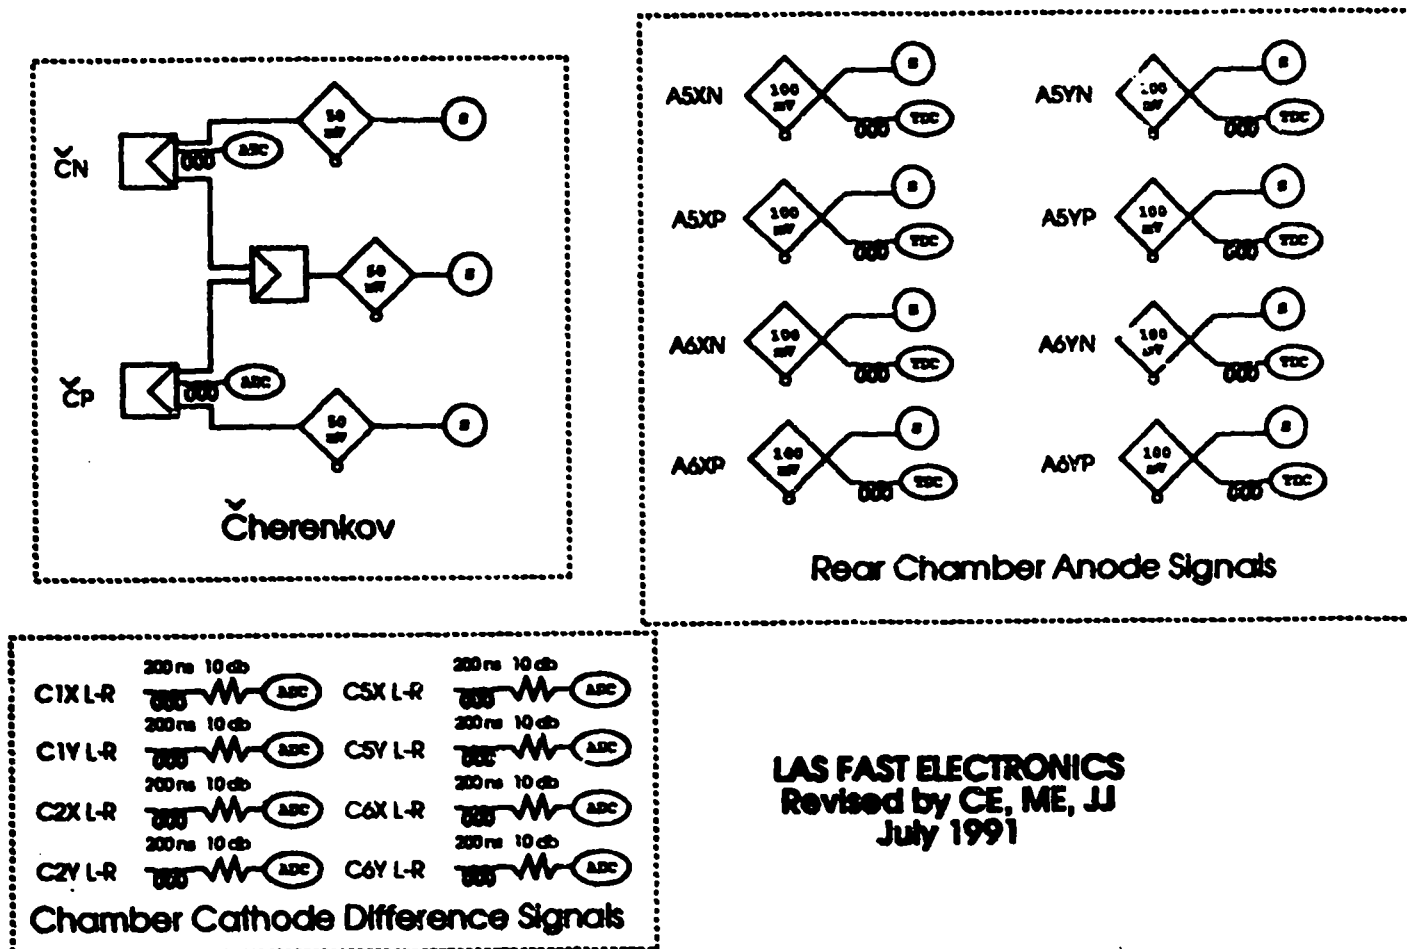 ČN
50 mV
S
ADC
50 mV
S
ČP
ADC
50 mV
S
Čherenkov
A5XN
100 mV
S
TDC
A5YN
100 mV
S
TDC
A5XP
100 mV
S
TDC
A5YP
100 mV
S
TDC
A6XN
100 mV
S
TDC
A6YN
100 mV
S
TDC
A6XP
100 mV
S
TDC
A6YP
100 mV
S
TDC
Rear Chamber Anode Signals
C1X L-R 200 ns 10 db ADC
C5X L-R 200 ns 10 db ADC
C1Y L-R 200 ns 10 db ADC
C5Y L-R 200 ns 10 db ADC
C2X L-R 200 ns 10 db ADC
C6X L-R 200 ns 10 db ADC
C2Y L-R 200 ns 10 db ADC
C6Y L-R 200 ns 10 db ADC
Chamber Cathode Difference Signals
LAS FAST ELECTRONICS
Revised by CE, ME, JJ
July 1991